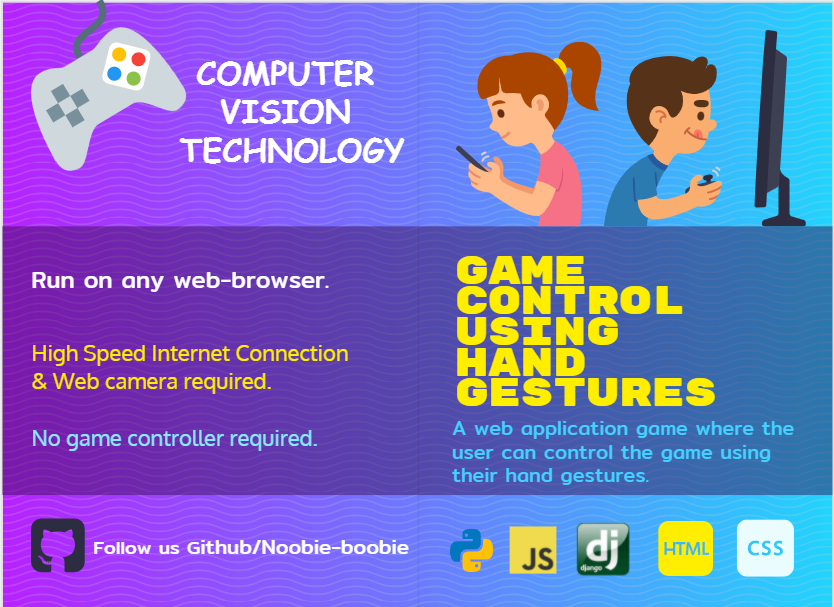 COMPUTER
VISION
TECHNOLOGY
Run on any web-browser.
High Speed Internet Connection
& Web camera required.
No game controller required.
GAME
CONTROL
USING
HAND
GESTURES
A web application game where the
user can control the game using
their hand gestures.
Follow us Github/Noobie-boobie
JS
dj
django
HTML
CSS